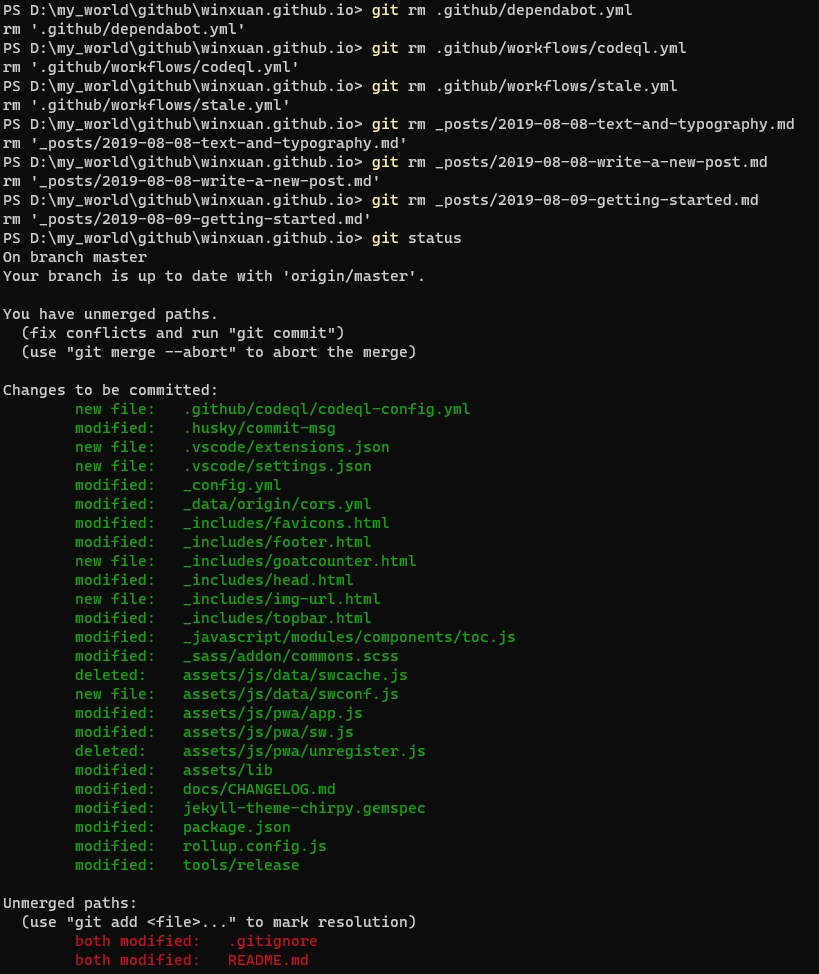 PS D:\my_world\github\winxuan.github.io> git rm .github/dependabot.yml
rm '.github/dependabot.yml'
PS D:\my_world\github\winxuan.github.io> git rm .github/workflows/codeql.yml
rm '.github/workflows/codeql.yml'
PS D:\my_world\github\winxuan.github.io> git rm .github/workflows/stale.yml
rm '.github/workflows/stale.yml'
PS D:\my_world\github\winxuan.github.io> git rm _posts/2019-08-08-text-and-typography.md
rm '_posts/2019-08-08-text-and-typography.md'
PS D:\my_world\github\winxuan.github.io> git rm _posts/2019-08-08-write-a-new-post.md
rm '_posts/2019-08-08-write-a-new-post.md'
PS D:\my_world\github\winxuan.github.io> git rm _posts/2019-08-09-getting-started.md
rm '_posts/2019-08-09-getting-started.md'
PS D:\my_world\github\winxuan.github.io> git status
On branch master
Your branch is up to date with 'origin/master'.

You have unmerged paths.
  (fix conflicts and run "git commit")
  (use "git merge --abort" to abort the merge)

Changes to be committed:
        new file:   .github/codeql/codeql-config.yml
        modified:   .husky/commit-msg
        new file:   .vscode/extensions.json
        new file:   .vscode/settings.json
        modified:   _config.yml
        modified:   _data/origin/cors.yml
        modified:   _includes/favicons.html
        modified:   _includes/footer.html
        new file:   _includes/goatcounter.html
        modified:   _includes/head.html
        new file:   _includes/img-url.html
        modified:   _includes/topbar.html
        modified:   _javascript/modules/components/toc.js
        modified:   _sass/addon/commons.scss
        deleted:    assets/js/data/swcache.js
        new file:   assets/js/data/swconf.js
        modified:   assets/js/pwa/app.js
        modified:   assets/js/pwa/sw.js
        deleted:    assets/js/pwa/unregister.js
        modified:   assets/lib
        modified:   docs/CHANGELOG.md
        modified:   jekyll-theme-chirpy.gemspec
        modified:   package.json
        modified:   rollup.config.js
        modified:   tools/release

Unmerged paths:
  (use "git add <file>..." to mark resolution)
        both modified:   .gitignore
        both modified:   README.md